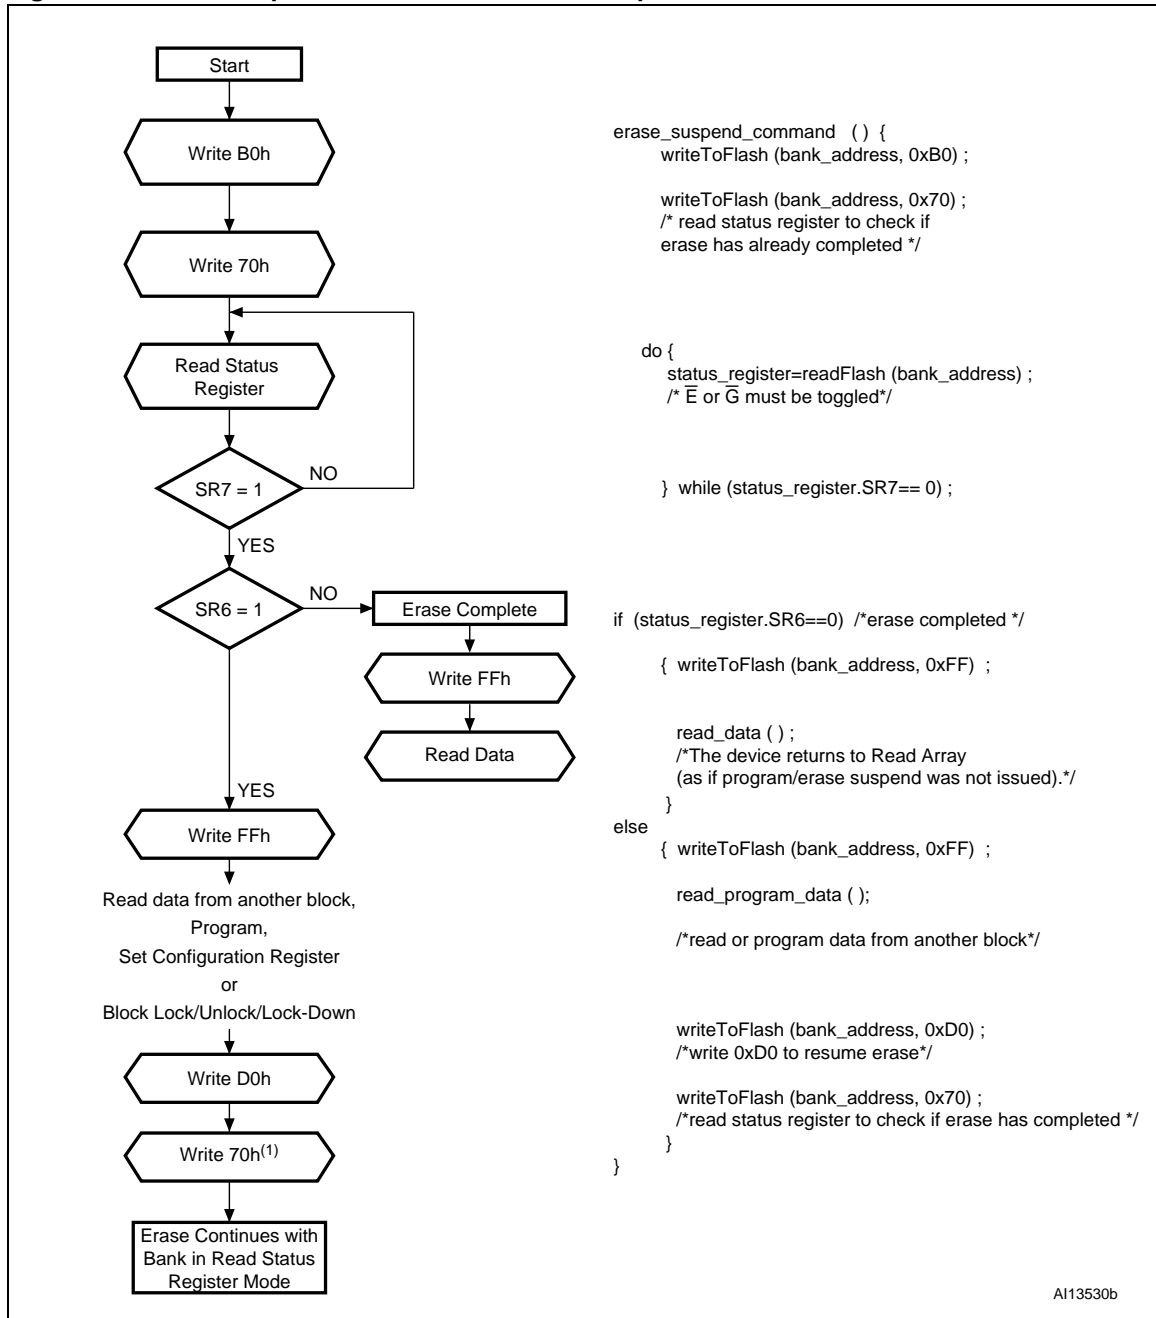 Start
Write B0h
Write 70h
Read Status
Register
SR7 = 1
NO
YES
SR6 = 1
NO
Erase Complete
Write FFh
Read Data
YES
Write FFh
Read data from another block,
Program,
Set Configuration Register
or
Block Lock/Unlock/Lock-Down
Write D0h
Write 70h(1)
Erase Continues with
Bank in Read Status
Register Mode
erase_suspend_command ( ) {
writeToFlash (bank_address, 0xB0) ;
writeToFlash (bank_address, 0x70) ;
/* read status register to check if
erase has already completed */
do {
status_register=readFlash (bank_address) ;
/* E̅ or G̅ must be toggled*/
} while (status_register.SR7== 0) ;
if (status_register.SR6==0) /*erase completed */
{ writeToFlash (bank_address, 0xFF) ;
read_data ( ) ;
/*The device returns to Read Array
(as if program/erase suspend was not issued).*/
}
else
{ writeToFlash (bank_address, 0xFF) ;
read_program_data ( );
/*read or program data from another block*/
writeToFlash (bank_address, 0xD0) ;
/*write 0xD0 to resume erase*/
writeToFlash (bank_address, 0x70) ;
/*read status register to check if erase has completed */
}
}
AI13530b